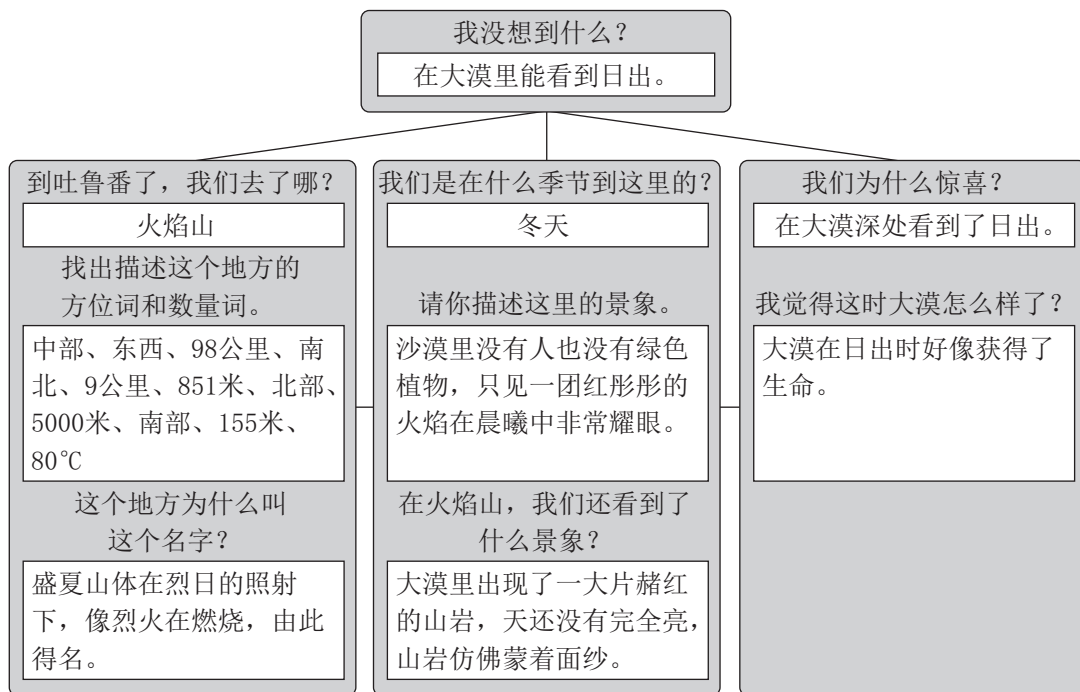 我没想到什么？
在大漠里能看到日出。
到吐鲁番了，我们去了哪？
火焰山
找出描述这个地方的
方位词和数量词。
中部、东西、98公里、南
北、9公里、851米、北部、
5000米、南部、155米、
80℃
这个地方为什么叫
这个名字？
盛夏山体在烈日的照射
下，像烈火在燃烧，由此
得名。
我们是在什么季节到这里的？
冬天
请你描述这里的景象。
沙漠里没有人也没有绿色
植物，只见一团红彤彤的
火焰在晨曦中非常耀眼。
在火焰山，我们还看到了
什么景象？
大漠里出现了一大片赭红
的山岩，天还没有完全亮，
山岩仿佛蒙着面纱。
我们为什么惊喜？
在大漠深处看到了日出。
我觉得这时大漠怎么样了？
大漠在日出时好像获得了
生命。